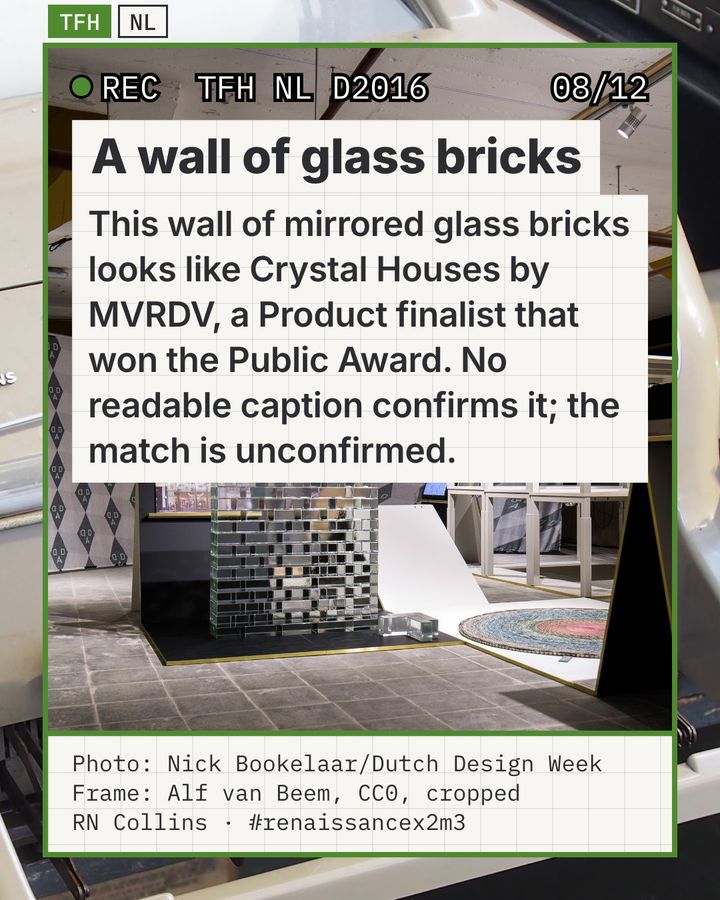 TFH NL
REC TFH NL D2016 08/12
A wall of glass bricks
This wall of mirrored glass bricks
looks like Crystal Houses by
MVRDV, a Product finalist that
won the Public Award. No
readable caption confirms it; the
match is unconfirmed.
Photo: Nick Bookelaar/Dutch Design Week
Frame: Alf van Beem, CC0, cropped
RN Collins · #renaissancex2m3